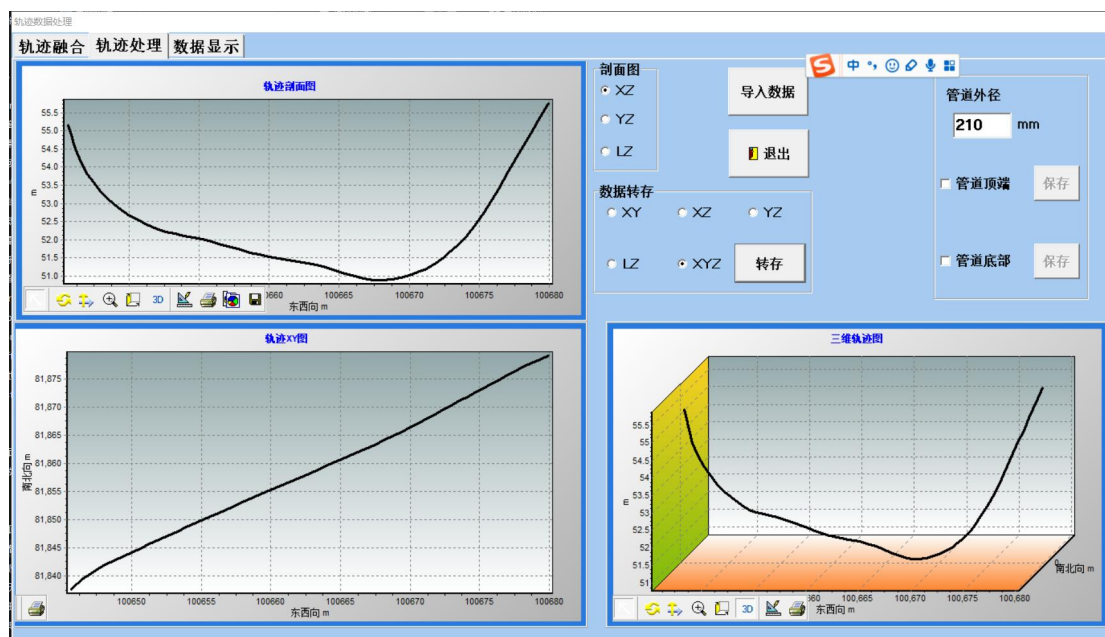 轨迹数据处理
轨迹融合 轨迹处理 数据显示
轨迹剖面图
55.5
55.0
54.5
54.0
53.5
53.0
52.5
52.0
51.5
51.0
m
100665 100670 100675 100680
东西向 m
3D
剖面图
XZ
YZ
LZ
导入数据
退出
中
数据转存
XY XZ YZ
LZ XYZ 转存
管道外径
210 mm
管道顶端 保存
管道底部 保存
轨迹XY图
81,875
81,870
81,865
81,860
81,855
81,850
81,845
81,840
南北向 m
100650 100655 100660 100665 100670 100675 100680
东西向 m
三维轨迹图
55.5
55
54.5
54
53.5
53
52.5
52
51.5
51
m
100,665 100,670 100,675 100,680
东西向 m
南北向 m
3D